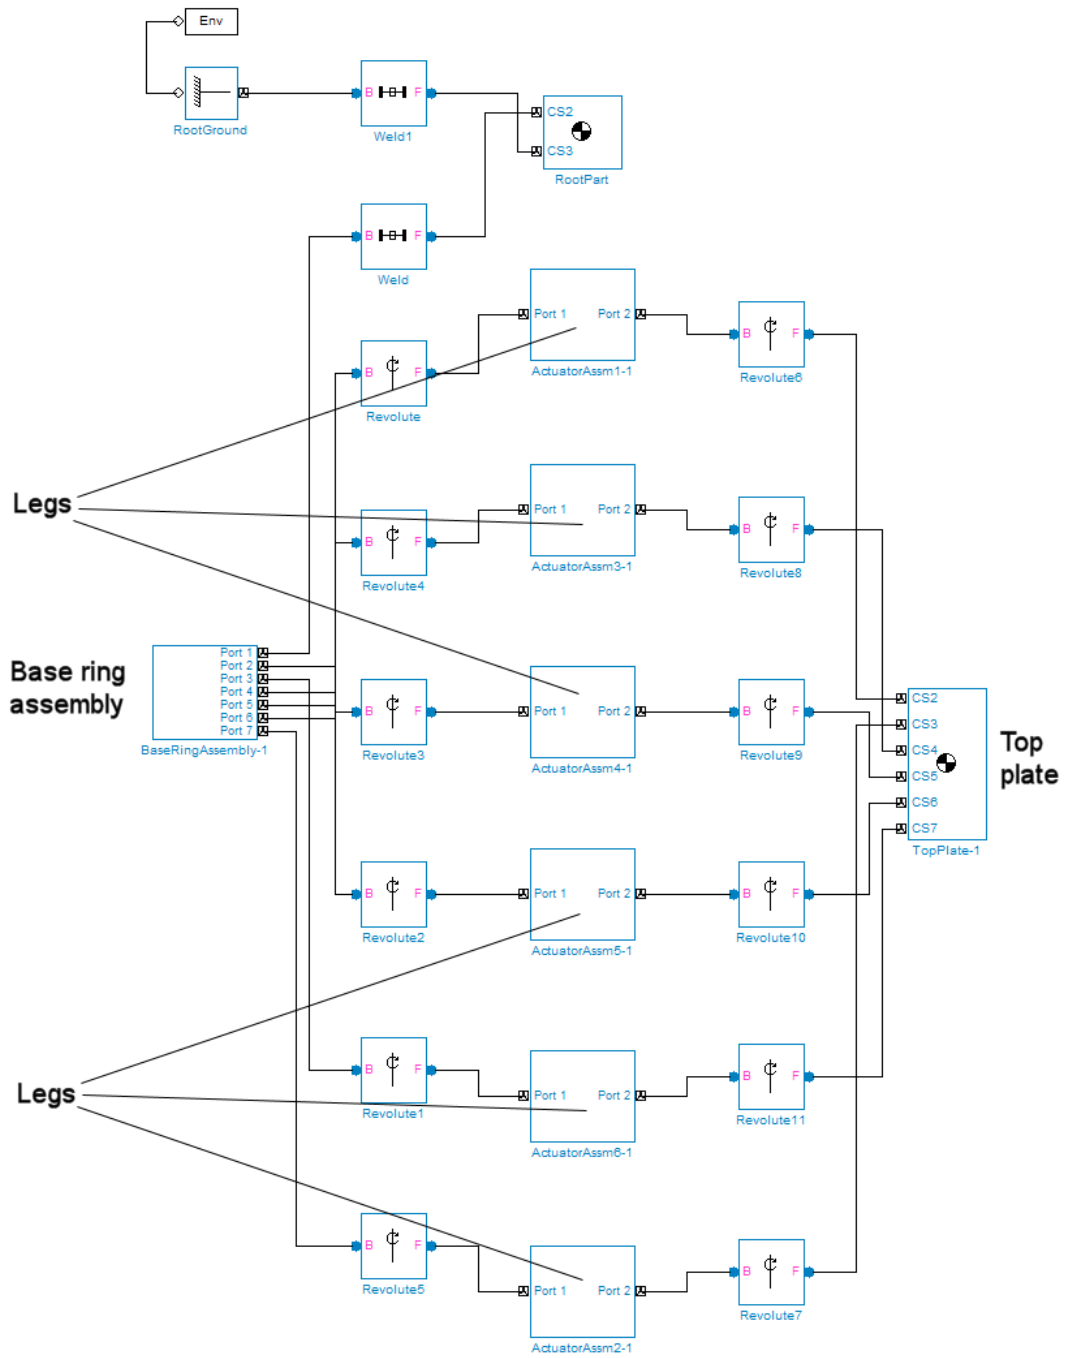 Env
RootGround
B F
Weld1
CS2
CS3
RootPart
B F
Weld
Port 1 Port 2
ActuatorAssm1-1
B F
Revolute
B F
Revolute6
Legs
Port 1 Port 2
ActuatorAssm3-1
B F
Revolute4
B F
Revolute8
Base ring
assembly
Port 1
Port 2
Port 3
Port 4
Port 5
Port 6
Port 7
BaseRingAssembly-1
B F
Revolute3
Port 1 Port 2
ActuatorAssm4-1
B F
Revolute9
CS2
CS3
CS4
CS5
CS6
CS7
TopPlate-1
Top
plate
B F
Revolute2
Port 1 Port 2
ActuatorAssm5-1
B F
Revolute10
Legs
B F
Revolute1
Port 1 Port 2
ActuatorAssm6-1
B F
Revolute11
B F
Revolute5
Port 1 Port 2
ActuatorAssm2-1
B F
Revolute7